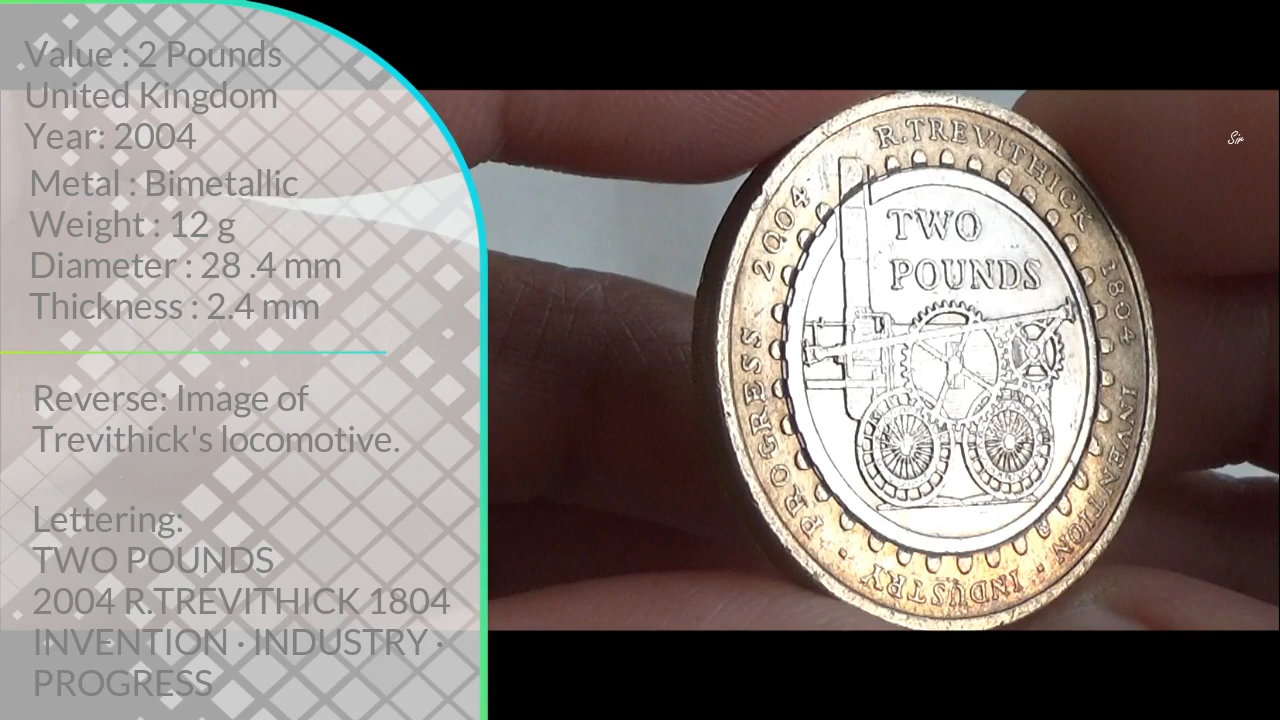 Value : 2 Pounds
United Kingdom
Year: 2004
Metal : Bimetallic
Weight : 12 g
Diameter : 28 .4 mm
Thickness : 2.4 mm
Reverse: Image of
Trevithick's locomotive.
Lettering:
TWO POUNDS
2004 R.TREVITHICK 1804
INVENTION · INDUSTRY ·
PROGRESS
2004 R.TREVITHICK 1804 INVENTION · INDUSTRY · PROGRESS
TWO
POUNDS
Sir